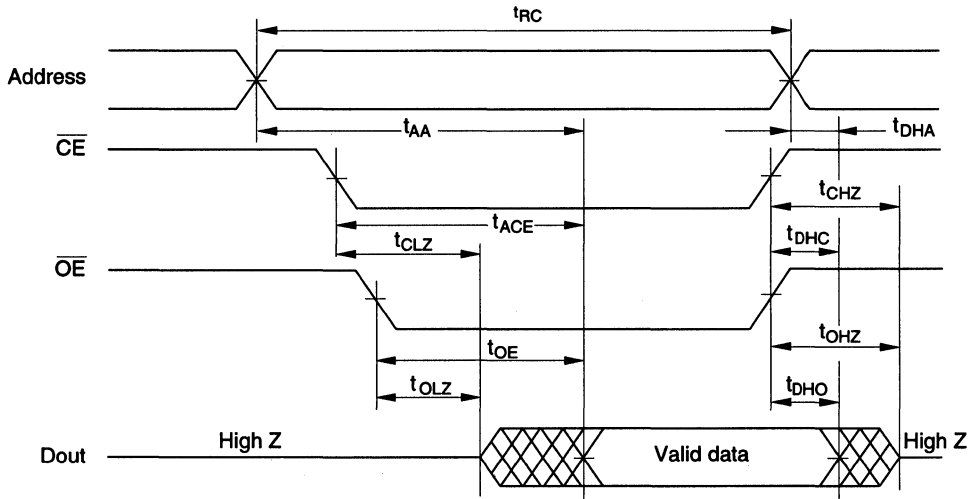 tRC
Address
tAA
tDHA
CE
tCHZ
tACE
tCLZ
tDHC
OE
tOE
tOHZ
tOLZ
tDHO
High Z
Valid data
High Z
Dout